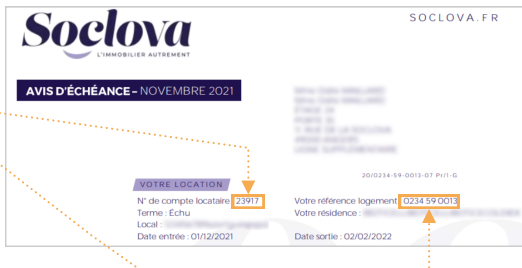 Soclova
L'IMMOBILIER AUTREMENT
SOCLOVA.FR
AVIS D'ÉCHÉANCE - NOVEMBRE 2021
20/0234-59-0013-07 Pr/1-G
VOTRE LOCATION
N° de compte locataire : 23917
Terme : Échu
Local :
Date entrée : 01/12/2021
Votre référence logement : 0234 59 0013
Votre résidence :
Date sortie : 02/02/2022